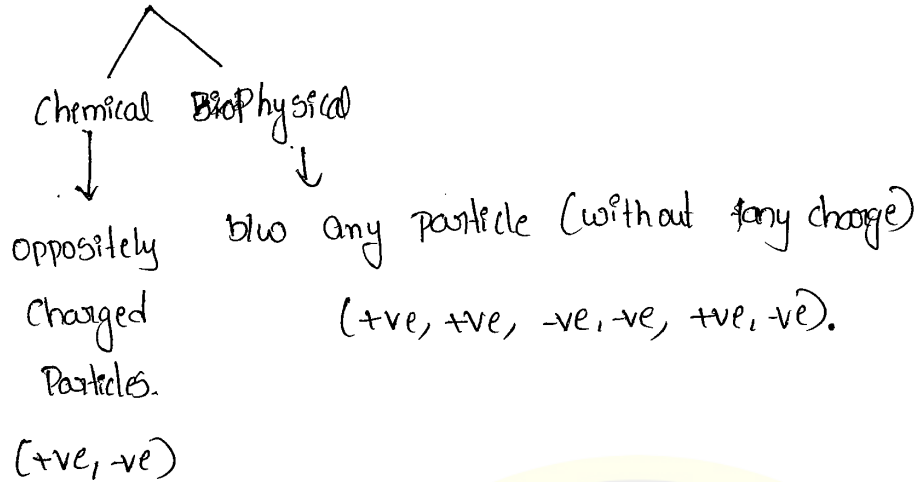 Chemical BioPhysical
Oppositely b/w any particle (without any charge)
Charged (+ve, +ve, -ve, -ve, +ve, -ve).
Particles.
(+ve, -ve)